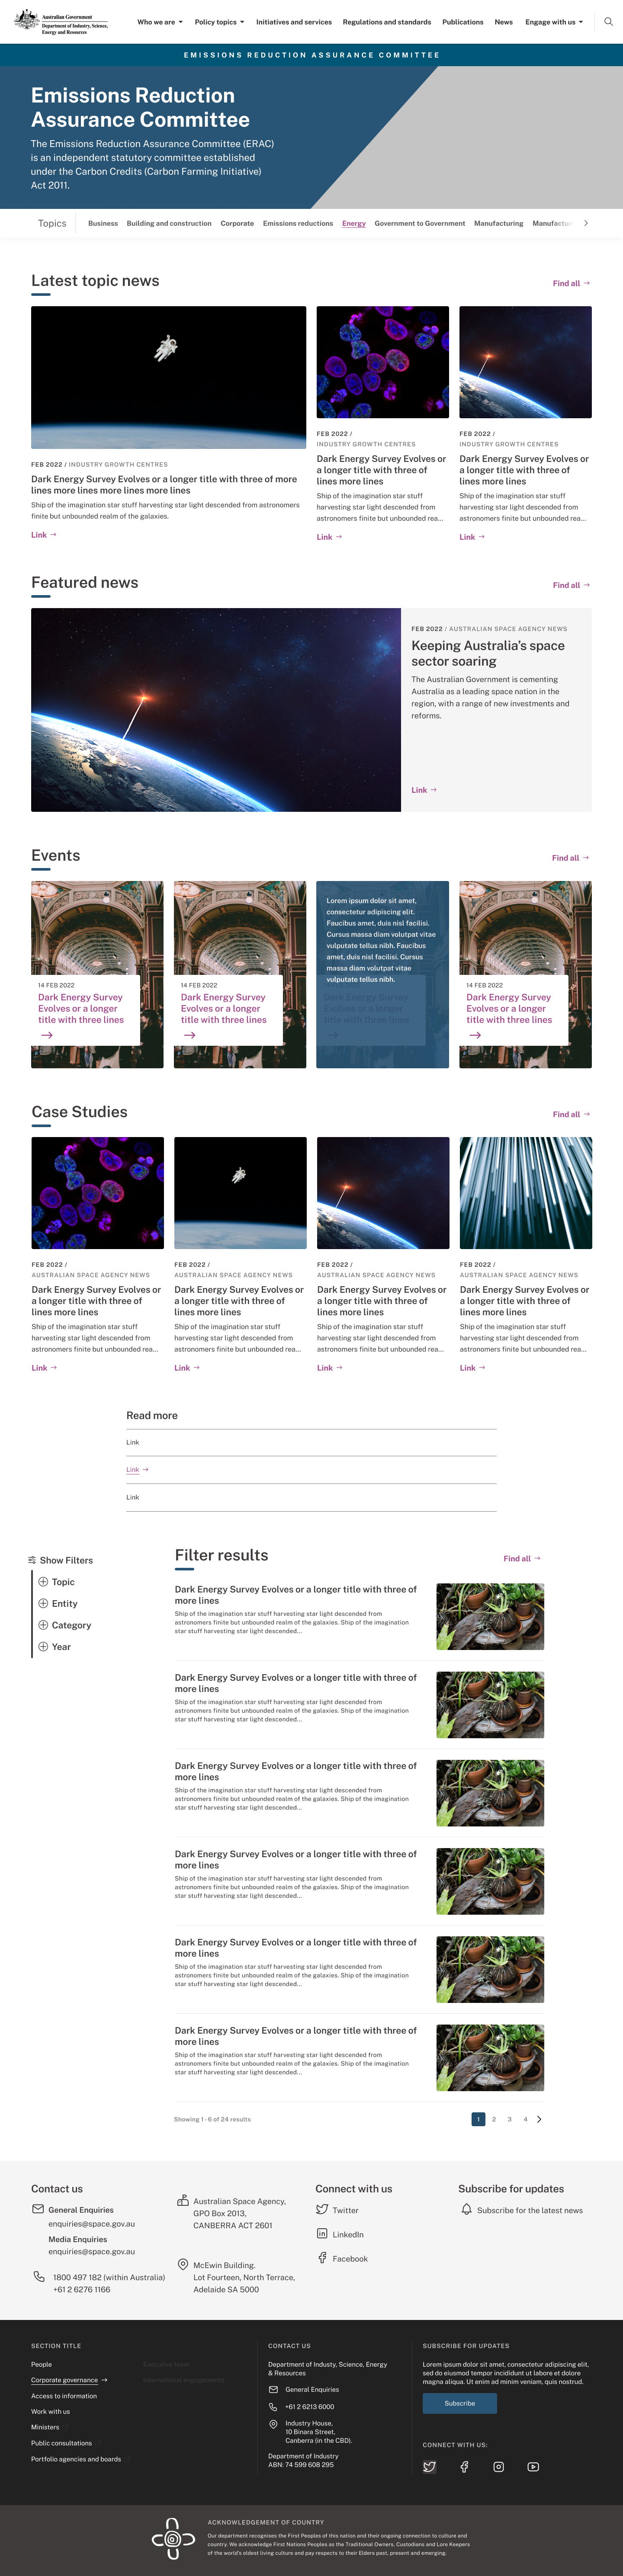 Australian Government
Department of Industry, Science,
Energy and Resources
Who we are
Policy topics
Initiatives and services
Regulations and standards
Publications
News
Engage with us
EMISSIONS REDUCTION ASSURANCE COMMITTEE
Emissions Reduction
Assurance Committee
The Emissions Reduction Assurance Committee (ERAC)
is an independent statutory committee established
under the Carbon Credits (Carbon Farming Initiative)
Act 2011.
Topics
Business
Building and construction
Corporate
Emissions reductions
Energy
Government to Government
Manufacturing
Manufactur
Latest topic news
Find all
FEB 2022 / INDUSTRY GROWTH CENTRES
Dark Energy Survey Evolves or a longer title with three of more
lines more lines more lines more lines
Ship of the imagination star stuff harvesting star light descended from astronomers
finite but unbounded realm of the galaxies.
Link
FEB 2022 /
INDUSTRY GROWTH CENTRES
Dark Energy Survey Evolves or
a longer title with three of
lines more lines
Ship of the imagination star stuff
harvesting star light descended from
astronomers finite but unbounded rea...
Link
FEB 2022 /
INDUSTRY GROWTH CENTRES
Dark Energy Survey Evolves or
a longer title with three of
lines more lines
Ship of the imagination star stuff
harvesting star light descended from
astronomers finite but unbounded rea...
Link
Featured news
Find all
FEB 2022 / AUSTRALIAN SPACE AGENCY NEWS
Keeping Australia's space
sector soaring
The Australian Government is cementing
Australia as a leading space nation in the
region, with a range of new investments and
reforms.
Link
Events
Find all
14 FEB 2022
Dark Energy Survey
Evolves or a longer
title with three lines
14 FEB 2022
Dark Energy Survey
Evolves or a longer
title with three lines
Lorem ipsum dolor sit amet,
consectetur adipiscing elit.
Faucibus amet, duis nisl facilisi.
Cursus massa diam volutpat vitae
vulputate tellus nibh. Faucibus
amet, duis nisl facilisi. Cursus
massa diam volutpat vitae
vulputate tellus nibh.
Dark Energy Survey
Evolves or a longer
title with three lines
14 FEB 2022
Dark Energy Survey
Evolves or a longer
title with three lines
Case Studies
Find all
FEB 2022 /
AUSTRALIAN SPACE AGENCY NEWS
Dark Energy Survey Evolves or
a longer title with three of
lines more lines
Ship of the imagination star stuff
harvesting star light descended from
astronomers finite but unbounded rea...
Link
FEB 2022 /
AUSTRALIAN SPACE AGENCY NEWS
Dark Energy Survey Evolves or
a longer title with three of
lines more lines
Ship of the imagination star stuff
harvesting star light descended from
astronomers finite but unbounded rea...
Link
FEB 2022 /
AUSTRALIAN SPACE AGENCY NEWS
Dark Energy Survey Evolves or
a longer title with three of
lines more lines
Ship of the imagination star stuff
harvesting star light descended from
astronomers finite but unbounded rea...
Link
FEB 2022 /
AUSTRALIAN SPACE AGENCY NEWS
Dark Energy Survey Evolves or
a longer title with three of
lines more lines
Ship of the imagination star stuff
harvesting star light descended from
astronomers finite but unbounded rea...
Link
Read more
Link
Link
Link
Show Filters
Topic
Entity
Category
Year
Filter results
Find all
Dark Energy Survey Evolves or a longer title with three of
more lines
Ship of the imagination star stuff harvesting star light descended from
astronomers finite but unbounded realm of the galaxies. Ship of the imagination
star stuff harvesting star light descended...
Dark Energy Survey Evolves or a longer title with three of
more lines
Ship of the imagination star stuff harvesting star light descended from
astronomers finite but unbounded realm of the galaxies. Ship of the imagination
star stuff harvesting star light descended...
Dark Energy Survey Evolves or a longer title with three of
more lines
Ship of the imagination star stuff harvesting star light descended from
astronomers finite but unbounded realm of the galaxies. Ship of the imagination
star stuff harvesting star light descended...
Dark Energy Survey Evolves or a longer title with three of
more lines
Ship of the imagination star stuff harvesting star light descended from
astronomers finite but unbounded realm of the galaxies. Ship of the imagination
star stuff harvesting star light descended...
Dark Energy Survey Evolves or a longer title with three of
more lines
Ship of the imagination star stuff harvesting star light descended from
astronomers finite but unbounded realm of the galaxies. Ship of the imagination
star stuff harvesting star light descended...
Dark Energy Survey Evolves or a longer title with three of
more lines
Ship of the imagination star stuff harvesting star light descended from
astronomers finite but unbounded realm of the galaxies. Ship of the imagination
star stuff harvesting star light descended...
Showing 1 - 6 of 24 results
1 2 3 4
Contact us
General Enquiries
enquiries@space.gov.au
Media Enquiries
enquiries@space.gov.au
1800 497 182 (within Australia)
+61 2 6276 1166
Australian Space Agency,
GPO Box 2013,
CANBERRA ACT 2601
McEwin Building.
Lot Fourteen, North Terrace,
Adelaide SA 5000
Connect with us
Twitter
LinkedIn
Facebook
Subscribe for updates
Subscribe for the latest news
SECTION TITLE
People
Corporate governance
Access to information
Work with us
Ministers
Public consultations
Portfolio agencies and boards
Executive team
International engagements
CONTACT US
Department of Industy, Science, Energy
& Resources
General Enquiries
+61 2 6213 6000
Industry House,
10 Binara Street,
Canberra (in the CBD).
Department of Industry
ABN: 74 599 608 295
SUBSCRIBE FOR UPDATES
Lorem ipsum dolor sit amet, consectetur adipiscing elit,
sed do eiusmod tempor incididunt ut labore et dolore
magna aliqua. Ut enim ad minim veniam, quis nostrud.
Subscribe
CONNECT WITH US:
ACKNOWLEDGEMENT OF COUNTRY
Our department recognises the First Peoples of this nation and their ongoing connection to culture and
country. We acknowledge First Nations Peoples as the Traditional Owners, Custodians and Lore Keepers
of the world's oldest living culture and pay respects to their Elders past, present and emerging.